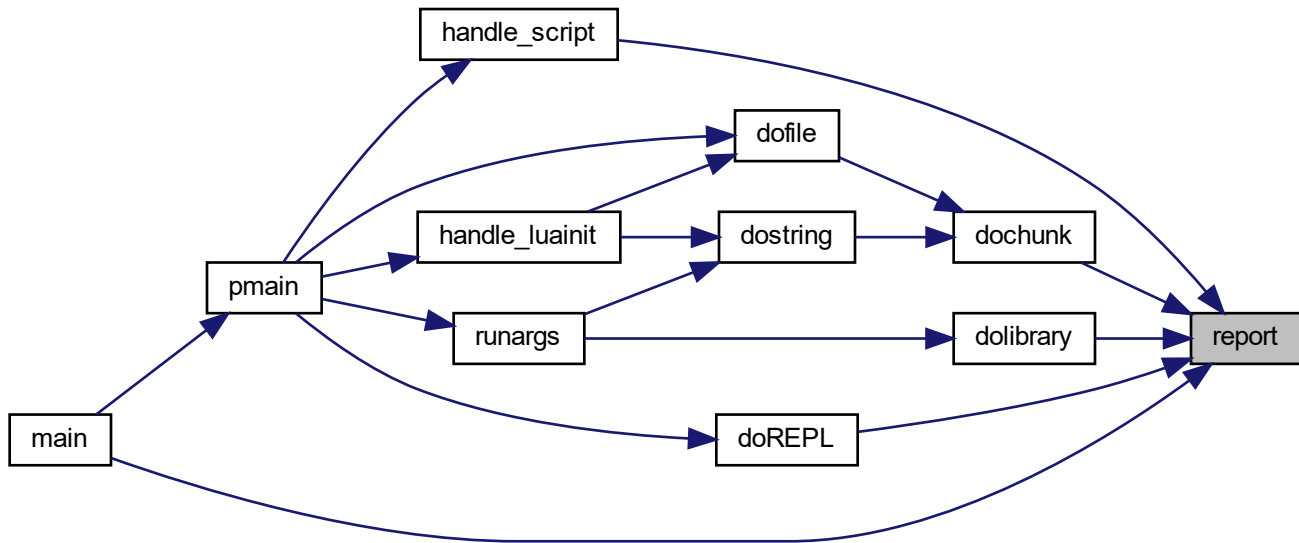 handle_script
dofile
handle_luainit
dostring
dochunk
pmain
runargs
dolibrary
report
main
doREPL